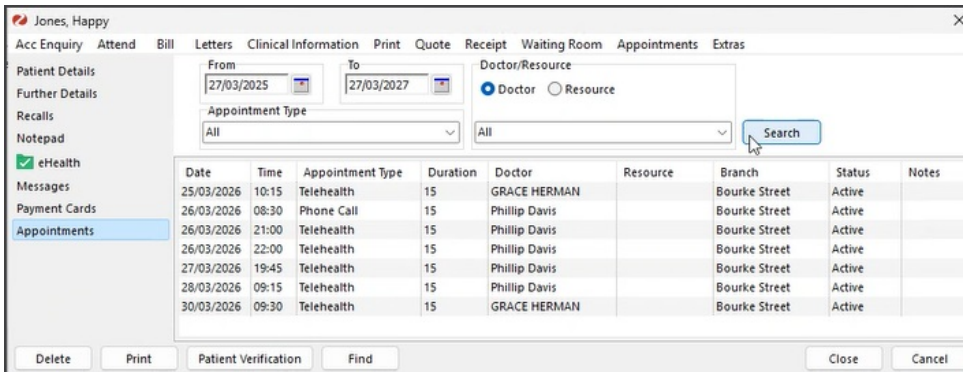 Jones, Happy
Acc Enquiry Attend Bill Letters Clinical Information Print Quote Receipt Waiting Room Appointments Extras
Patient Details
Further Details
Recalls
Notepad
eHealth
Messages
Payment Cards
Appointments
From To Doctor/Resource
27/03/2025 27/03/2027 Doctor Resource
Appointment Type
All All Search
Date Time Appointment Type Duration Doctor Resource Branch Status Notes
25/03/2026 10:15 Telehealth 15 GRACE HERMAN Bourke Street Active
26/03/2026 08:30 Phone Call 15 Phillip Davis Bourke Street Active
26/03/2026 21:00 Telehealth 15 Phillip Davis Bourke Street Active
26/03/2026 22:00 Telehealth 15 Phillip Davis Bourke Street Active
27/03/2026 19:45 Telehealth 15 Phillip Davis Bourke Street Active
28/03/2026 09:15 Telehealth 15 Phillip Davis Bourke Street Active
30/03/2026 09:30 Telehealth 15 GRACE HERMAN Bourke Street Active
Delete Print Patient Verification Find Close Cancel